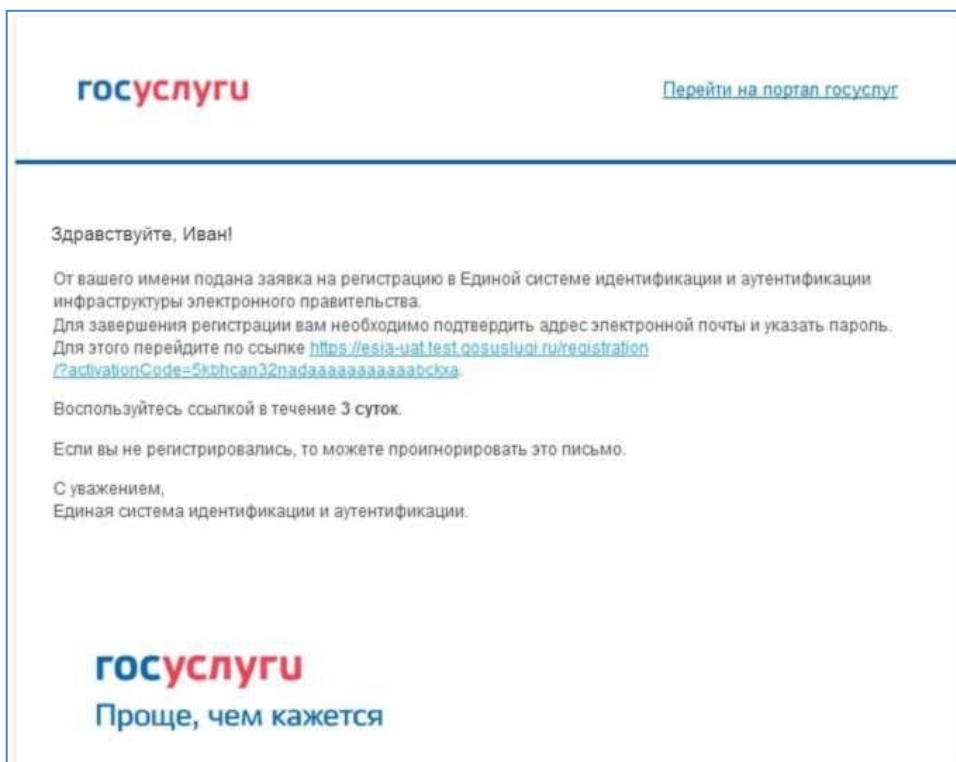 госуслуги
Перейти на портал госуслуг
Здравствуйте, Иван!
От вашего имени подана заявка на регистрацию в Единой системе идентификации и аутентификации
инфраструктуры электронного правительства.
Для завершения регистрации вам необходимо подтвердить адрес электронной почты и указать пароль.
Для этого перейдите по ссылке https://esia-uat.test.gosuslugi.ru/registration
/?activationCode=5kbhcan32nadaaaaaaaaaaabckxa.
Воспользуйтесь ссылкой в течение 3 суток.
Если вы не регистрировались, то можете проигнорировать это письмо.
С уважением,
Единая система идентификации и аутентификации.
госуслуги
Проще, чем кажется